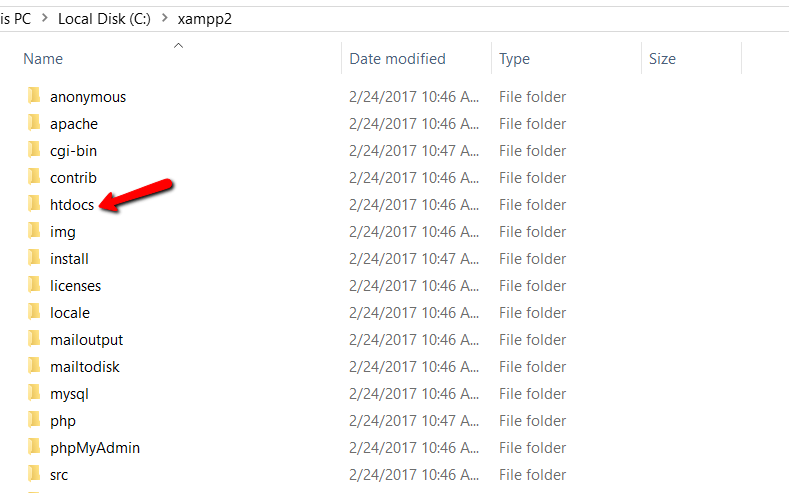 is PC > Local Disk (C:) > xampp2
Name Date modified Type Size
anonymous 2/24/2017 10:46 A... File folder
apache 2/24/2017 10:46 A... File folder
cgi-bin 2/24/2017 10:47 A... File folder
contrib 2/24/2017 10:46 A... File folder
htdocs 2/24/2017 10:46 A... File folder
img 2/24/2017 10:46 A... File folder
install 2/24/2017 10:47 A... File folder
licenses 2/24/2017 10:46 A... File folder
locale 2/24/2017 10:46 A... File folder
mailoutput 2/24/2017 10:46 A... File folder
mailtodisk 2/24/2017 10:46 A... File folder
mysql 2/24/2017 10:46 A... File folder
php 2/24/2017 10:47 A... File folder
phpMyAdmin 2/24/2017 10:46 A... File folder
src 2/24/2017 10:46 A... File folder